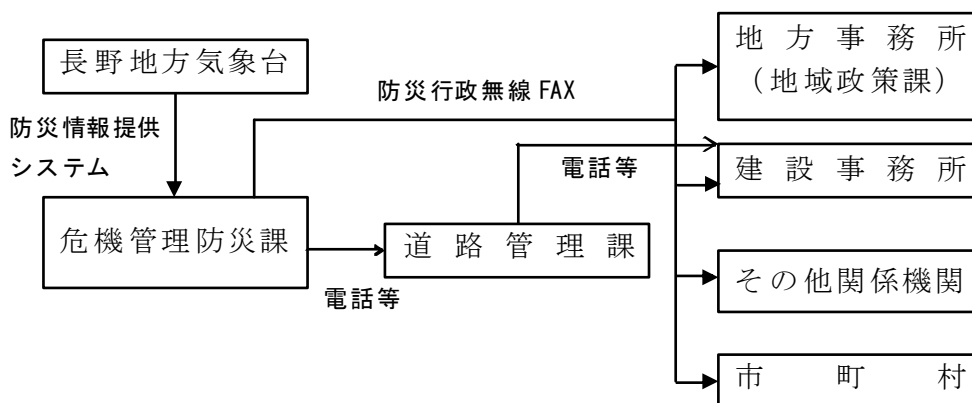 長野地方気象台
地方事務所
（地域政策課）
防災行政無線 FAX
防災情報提供
システム
電話等
建設事務所
危機管理防災課
道路管理課
電話等
その他関係機関
市町村